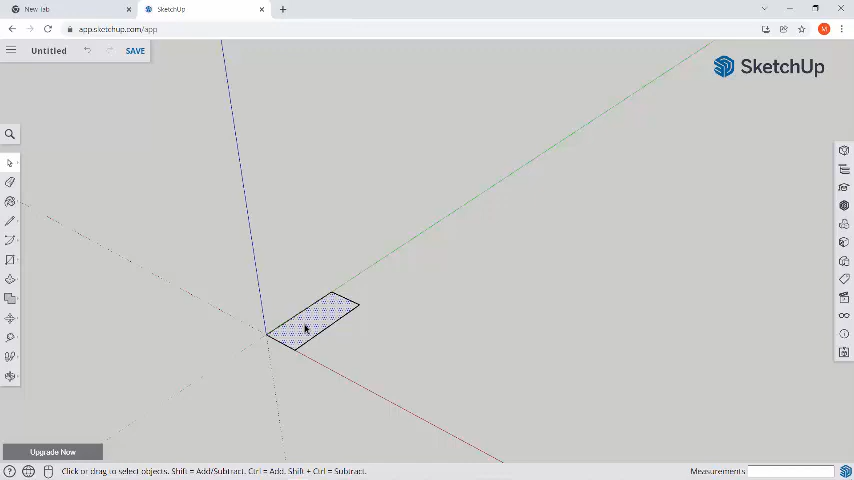 New Tab
SketchUp
app.sketchup.com/app
M
Untitled
SAVE
SketchUp
Upgrade Now
Click or drag to select objects. Shift = Add/Subtract. Ctrl = Add. Shift + Ctrl = Subtract.
Measurements